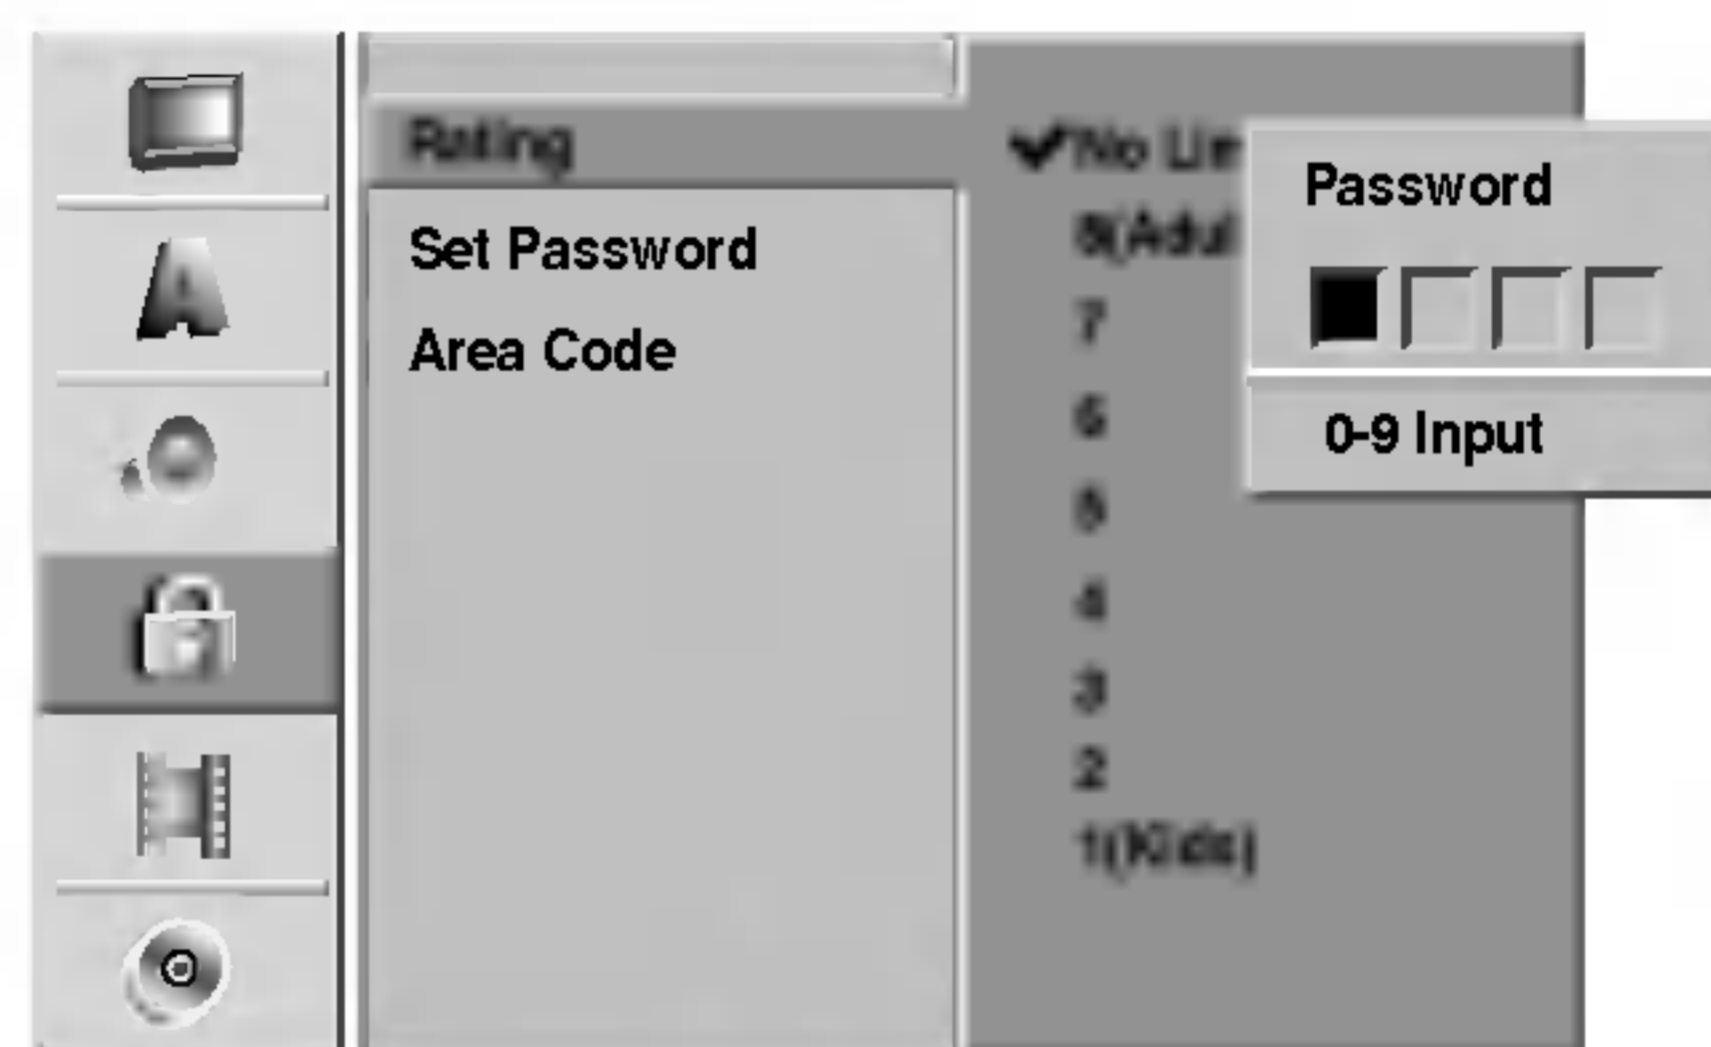 Rating
Set Password
Area Code
✔No Lim
8(Adul
7
6
5
4
3
2
1(Kids)
Password
0-9 Input